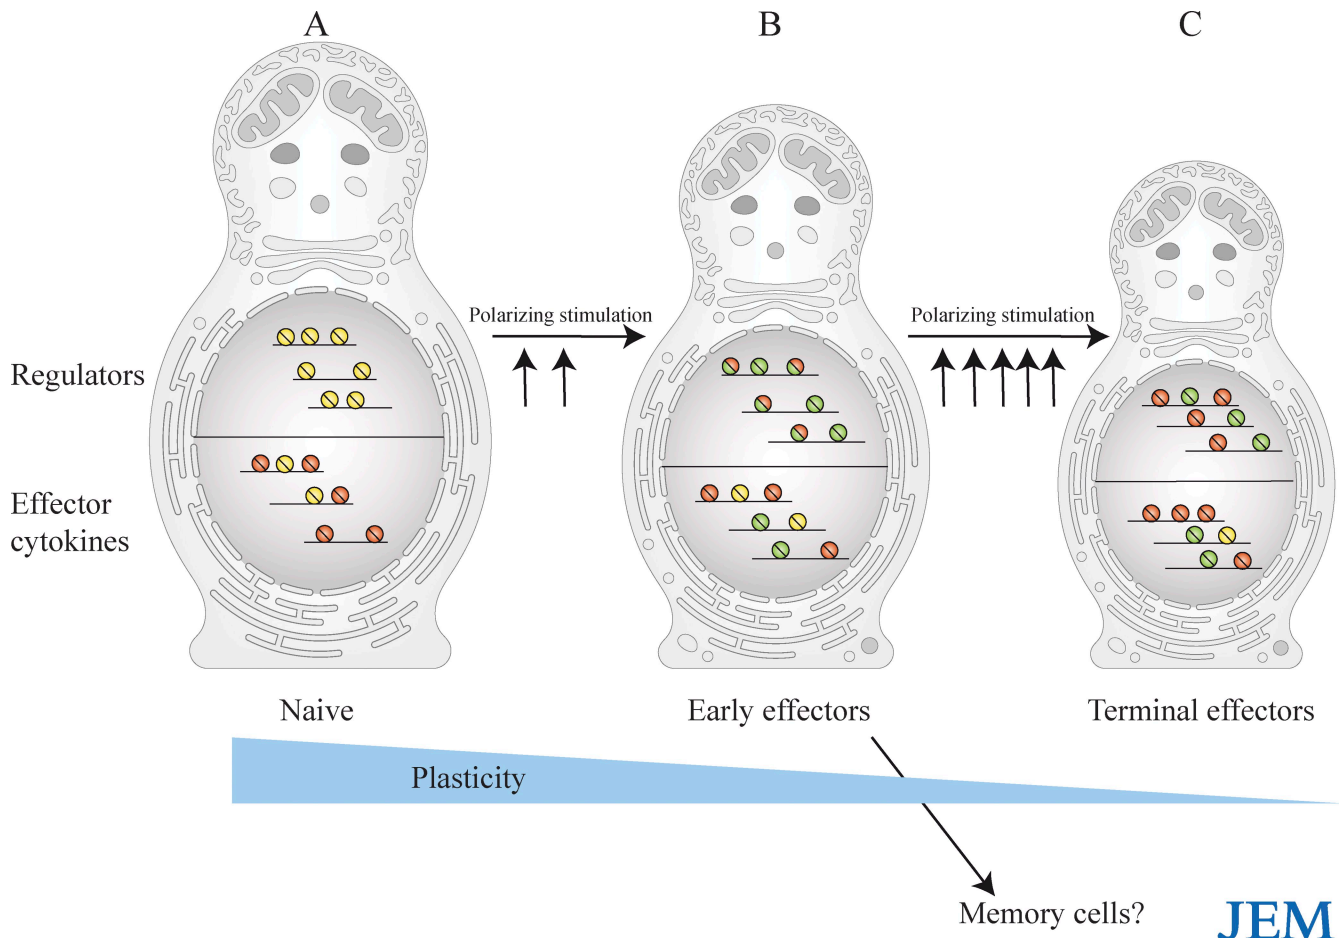 A
B
C
Polarizing stimulation
Polarizing stimulation
Regulators
Effector
cytokines
Naive
Early effectors
Terminal effectors
Plasticity
Memory cells?
JEM